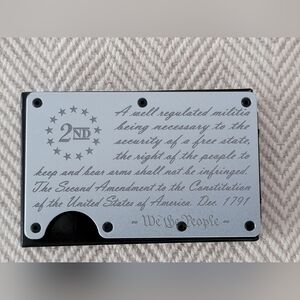 2ND
A well regulated militia
being necessary to the
security of a free state,
the right of the people to
keep and bear arms shall not be infringed.
The Second Amendment to the Constitution
of the United States of America Dec. 1791
~ We the People ~